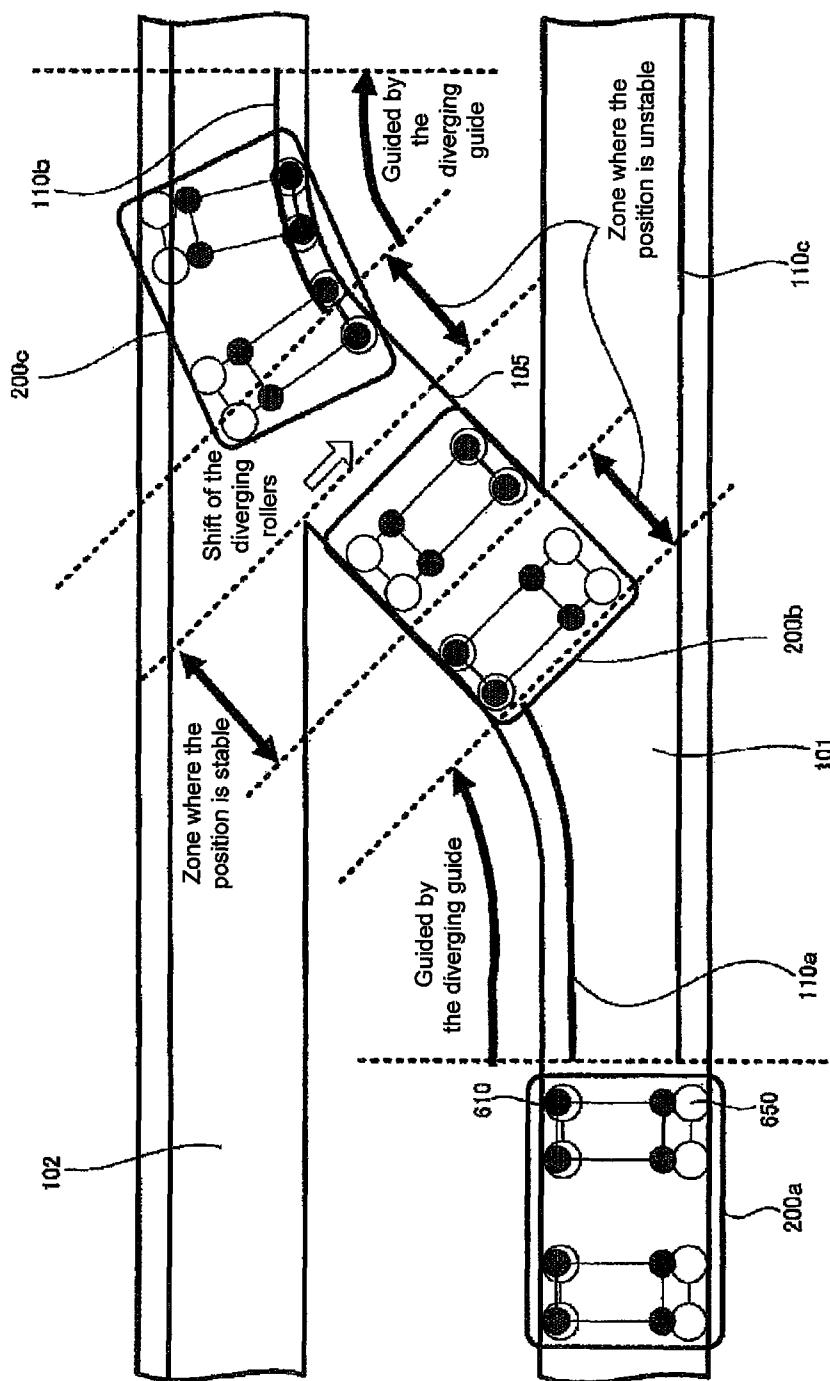 110b
Guided by
the
diverging
guide
Zone where the
position is unstable
110c
200c
105
Shift of the
diverging
rollers
Zone where the
position is stable
200b
101
102
Guided by
the diverging guide
110a
610
650
200a